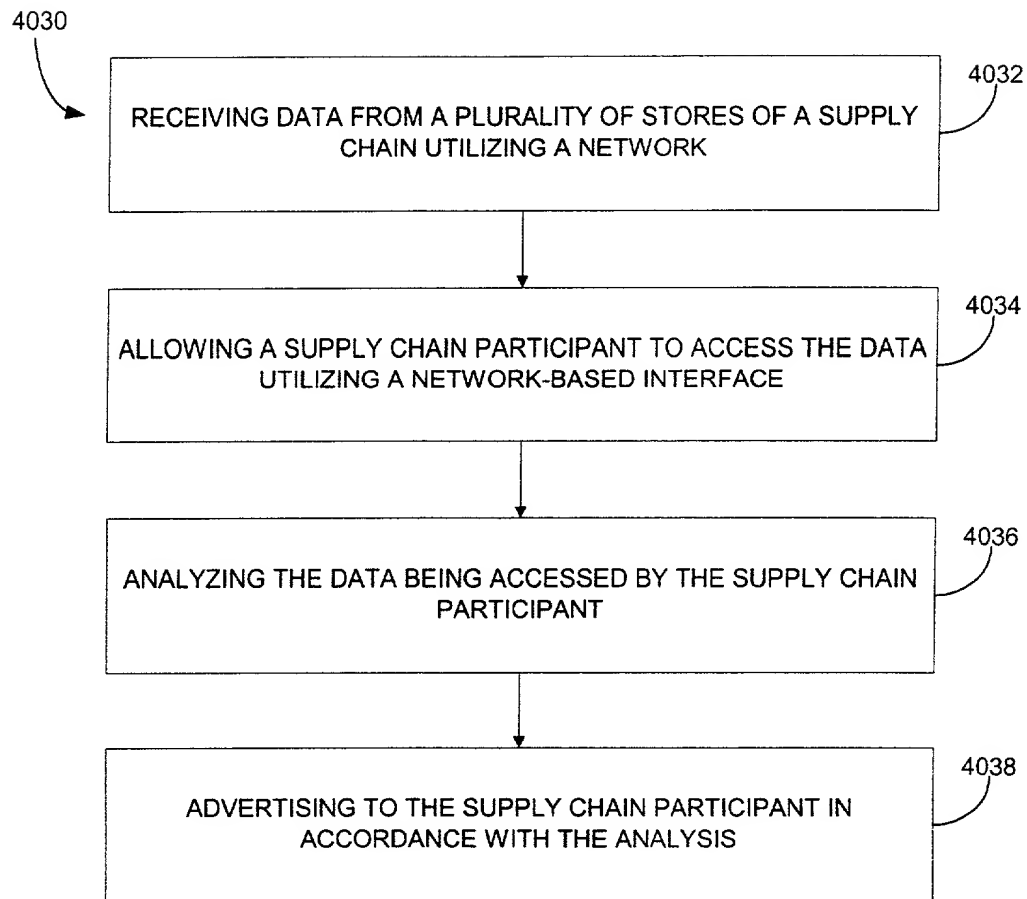 4030
4032
RECEIVING DATA FROM A PLURALITY OF STORES OF A SUPPLY
CHAIN UTILIZING A NETWORK
4034
ALLOWING A SUPPLY CHAIN PARTICIPANT TO ACCESS THE DATA
UTILIZING A NETWORK-BASED INTERFACE
4036
ANALYZING THE DATA BEING ACCESSED BY THE SUPPLY CHAIN
PARTICIPANT
4038
ADVERTISING TO THE SUPPLY CHAIN PARTICIPANT IN
ACCORDANCE WITH THE ANALYSIS